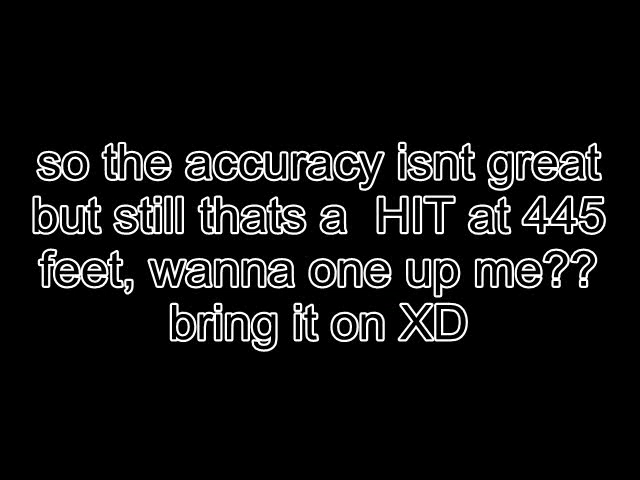 so the accuracy isnt great
but still thats a  HIT at 445
feet, wanna one up me??
bring it on XD